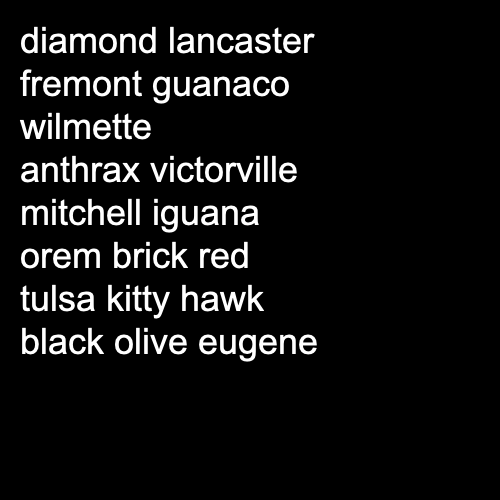 diamond lancaster
fremont guanaco
wilmette
anthrax victorville
mitchell iguana
orem brick red
tulsa kitty hawk
black olive eugene